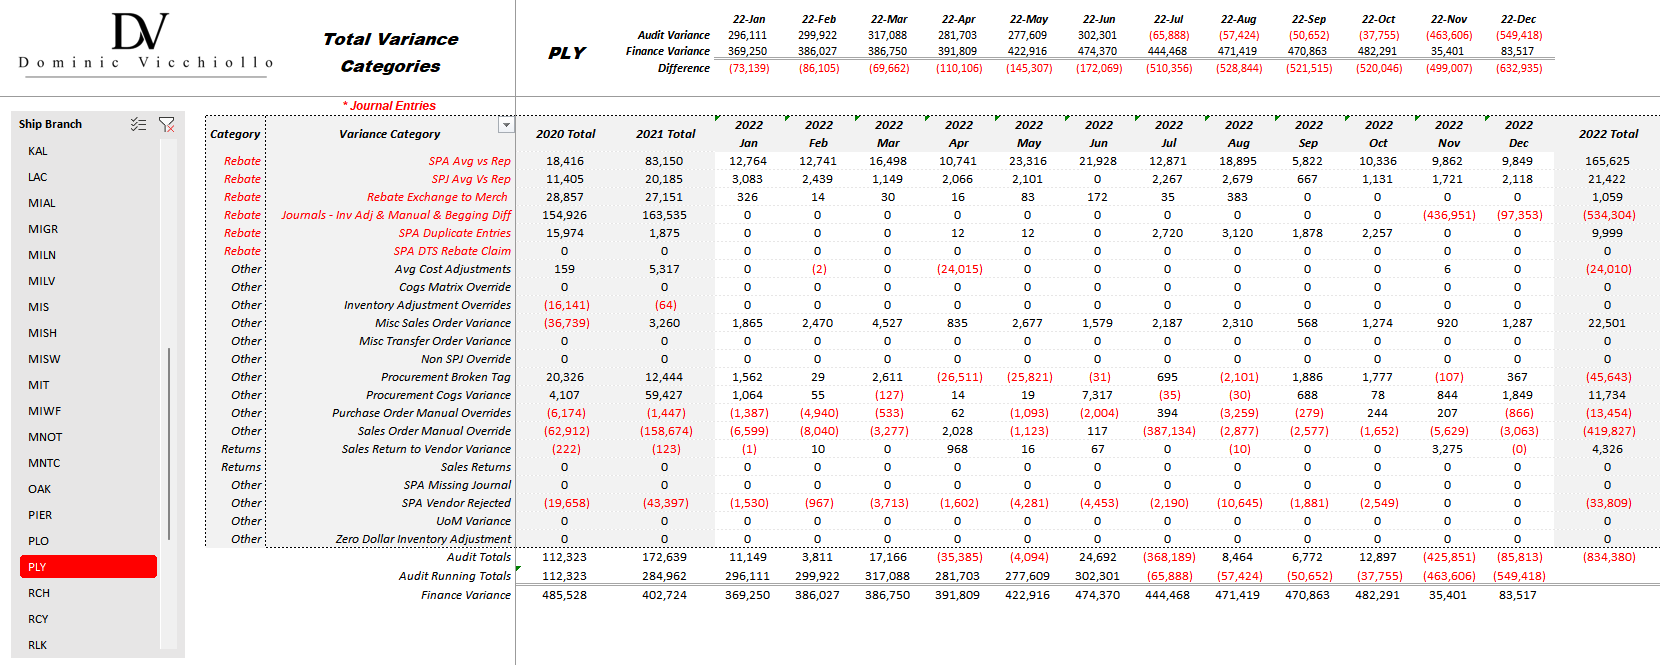 DV
Dominic Vicchiollo
Total Variance
Categories
* Journal Entries
PLY
22-Jan 22-Feb 22-Mar 22-Apr 22-May 22-Jun 22-Jul 22-Aug 22-Sep 22-Oct 22-Nov 22-Dec
Audit Variance 296,111 299,922 317,088 281,703 277,609 302,301 (65,888) (57,424) (50,652) (37,755) (463,606) (549,418)
Finance Variance 369,250 386,027 386,750 391,809 422,916 474,370 444,468 471,419 470,863 482,291 35,401 83,517
Difference (73,139) (86,105) (69,662) (110,106) (145,307) (172,069) (510,356) (528,844) (521,515) (520,046) (499,007) (632,935)
Ship Branch
KAL
LAC
MIAL
MIGR
MILN
MILV
MIS
MISH
MISW
MIT
MIWF
MNOT
MNTC
OAK
PIER
PLO
PLY
RCH
RCY
RLK
Category Variance Category 2020 Total 2021 Total 2022 Jan 2022 Feb 2022 Mar 2022 Apr 2022 May 2022 Jun 2022 Jul 2022 Aug 2022 Sep 2022 Oct 2022 Nov 2022 Dec 2022 Total
Rebate SPA Avg vs Rep 18,416 83,150 12,764 12,741 16,498 10,741 23,316 21,928 12,871 18,895 5,822 10,336 9,862 9,849 165,625
Rebate SPJ Avg Vs Rep 11,405 20,185 3,083 2,439 1,149 2,066 2,101 0 2,267 2,679 667 1,131 1,721 2,118 21,422
Rebate Rebate Exchange to Merch 28,857 27,151 326 14 30 16 83 172 35 383 0 0 0 0 1,059
Rebate Journals - Inv Adj & Manual & Begging Diff 154,926 163,535 0 0 0 0 0 0 0 0 0 0 (436,951) (97,353) (534,304)
Rebate SPA Duplicate Entries 15,974 1,875 0 0 0 12 12 0 2,720 3,120 1,878 2,257 0 0 9,999
Rebate SPA DTS Rebate Claim 0 0 0 0 0 0 0 0 0 0 0 0 0 0 0
Other Avg Cost Adjustments 159 5,317 0 (2) 0 (24,015) 0 0 0 0 0 0 6 0 (24,010)
Other Cogs Matrix Override 0 0 0 0 0 0 0 0 0 0 0 0 0 0 0
Other Inventory Adjustment Overrides (16,141) (64) 0 0 0 0 0 0 0 0 0 0 0 0 0
Other Misc Sales Order Variance (36,739) 3,260 1,865 2,470 4,527 835 2,677 1,579 2,187 2,310 568 1,274 920 1,287 22,501
Other Misc Transfer Order Variance 0 0 0 0 0 0 0 0 0 0 0 0 0 0 0
Other Non SPJ Override 0 0 0 0 0 0 0 0 0 0 0 0 0 0 0
Other Procurement Broken Tag 20,326 12,444 1,562 29 2,611 (26,511) (25,821) (31) 695 (2,101) 1,886 1,777 (107) 367 (45,643)
Other Procurement Cogs Variance 4,107 59,427 1,064 55 (127) 14 19 7,317 (35) (30) 688 78 844 1,849 11,734
Other Purchase Order Manual Overrides (6,174) (1,447) (1,387) (4,940) (533) 62 (1,093) (2,004) 394 (3,259) (279) 244 207 (866) (13,454)
Other Sales Order Manual Override (62,912) (158,674) (6,599) (8,040) (3,277) 2,028 (1,123) 117 (387,134) (2,877) (2,577) (1,652) (5,629) (3,063) (419,827)
Returns Sales Return to Vendor Variance (222) (123) (1) 10 0 968 16 67 0 (10) 0 0 3,275 (0) 4,326
Returns Sales Returns 0 0 0 0 0 0 0 0 0 0 0 0 0 0 0
Other SPA Missing Journal 0 0 0 0 0 0 0 0 0 0 0 0 0 0 0
Other SPA Vendor Rejected (19,658) (43,397) (1,530) (967) (3,713) (1,602) (4,281) (4,453) (2,190) (10,645) (1,881) (2,549) 0 0 (33,809)
Other UoM Variance 0 0 0 0 0 0 0 0 0 0 0 0 0 0 0
Other Zero Dollar Inventory Adjustment 0 0 0 0 0 0 0 0 0 0 0 0 0 0 0
Audit Totals 112,323 172,639 11,149 3,811 17,166 (35,385) (4,094) 24,692 (368,189) 8,464 6,772 12,897 (425,851) (85,813) (834,380)
Audit Running Totals 112,323 284,962 296,111 299,922 317,088 281,703 277,609 302,301 (65,888) (57,424) (50,652) (37,755) (463,606) (549,418)
Finance Variance 485,528 402,724 369,250 386,027 386,750 391,809 422,916 474,370 444,468 471,419 470,863 482,291 35,401 83,517